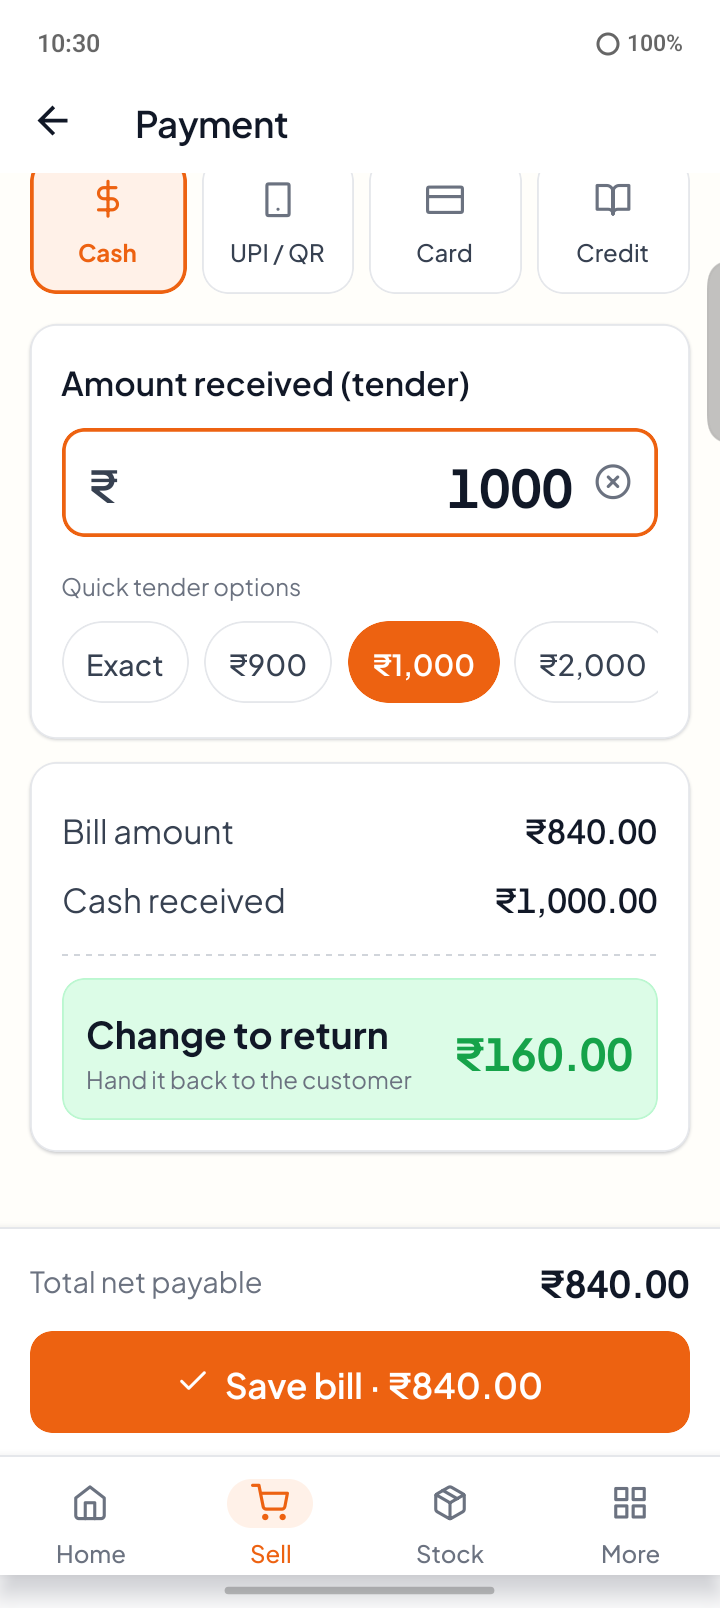 10:30
100%
Payment
Cash
UPI / QR
Card
Credit
Amount received (tender)
₹ 1000
Quick tender options
Exact
₹900
₹1,000
₹2,000
Bill amount ₹840.00
Cash received ₹1,000.00
Change to return
₹160.00
Hand it back to the customer
Total net payable ₹840.00
Save bill · ₹840.00
Home
Sell
Stock
More